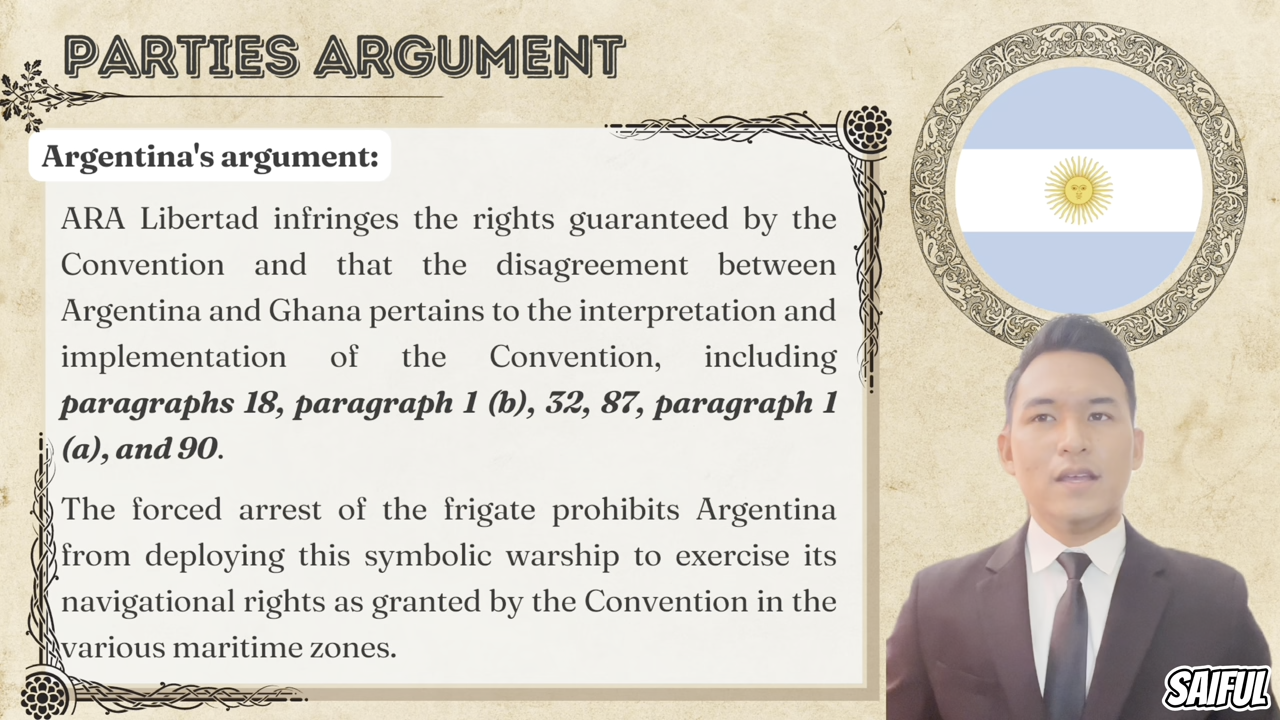 PARTIES ARGUMENT
Argentina's argument:
ARA Libertad infringes the rights guaranteed by the
Convention and that the disagreement between
Argentina and Ghana pertains to the interpretation and
implementation of the Convention, including
paragraphs 18, paragraph 1 (b), 32, 87, paragraph 1
(a), and 90.
The forced arrest of the frigate prohibits Argentina
from deploying this symbolic warship to exercise its
navigational rights as granted by the Convention in the
various maritime zones.
SAIFUL